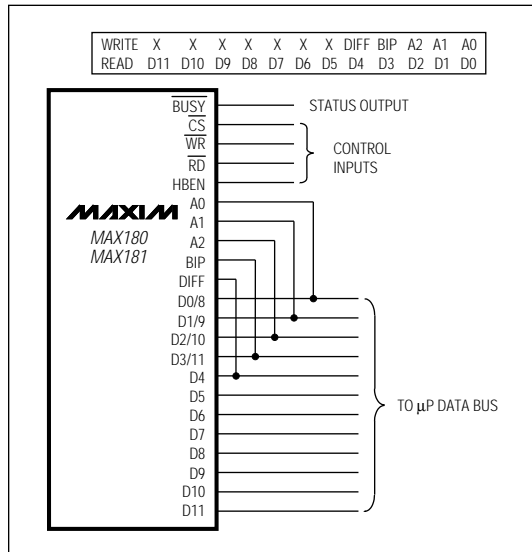 WRITE X X X X X X X DIFF BIP A2 A1 A0
READ D11 D10 D9 D8 D7 D6 D5 D4 D3 D2 D1 D0
BUSY
STATUS OUTPUT
CS
WR
CONTROL
INPUTS
RD
HBEN
MAXIM
MAX180
MAX181
A0
A1
A2
BIP
DIFF
D0/8
D1/9
D2/10
D3/11
D4
D5
TO μP DATA BUS
D6
D7
D8
D9
D10
D11